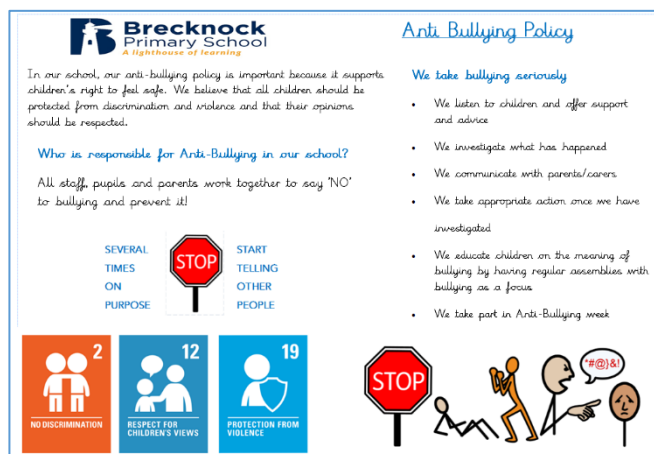 Brecknock
Primary School
A lighthouse of learning
In our school, our anti-bullying policy is important because it supports
children's right to feel safe. We believe that all children should be
protected from discrimination and violence and that their opinions
should be respected.
Who is responsible for Anti-Bullying in our school?
All staff, pupils and parents work together to say 'NO'
to bullying and prevent it!
SEVERAL
TIMES
ON
PURPOSE
STOP
START
TELLING
OTHER
PEOPLE
2
NO DISCRIMINATION
12
RESPECT FOR
CHILDREN'S VIEWS
19
PROTECTION FROM
VIOLENCE
Anti Bullying Policy
We take bullying seriously
• We listen to children and offer support
and advice
• We investigate what has happened
• We communicate with parents/carers
• We take appropriate action once we have
investigated
• We educate children on the meaning of
bullying by having regular assemblies with
bullying as a focus
• We take part in Anti-Bullying week
STOP
*#@}&!